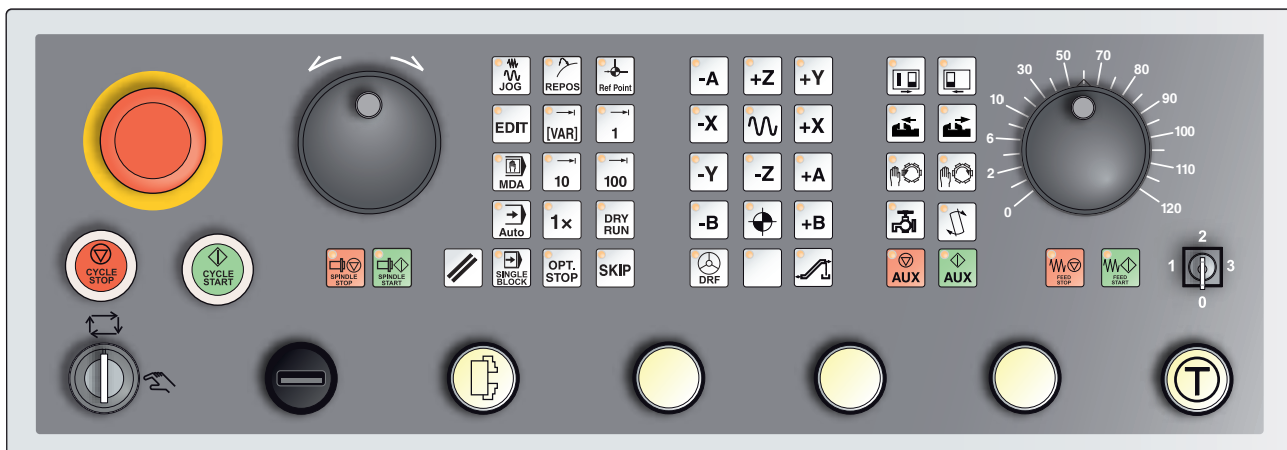 JOG
REPOS
Ref Point
EDIT
[VAR]
1
MDA
10
100
Auto
1×
DRY
RUN
SINGLE
BLOCK
OPT.
STOP
SKIP
-A
+Z
+Y
-X
+X
-Y
-Z
+A
-B
+B
DRF
AUX
AUX
0
2
6
10
30
50
70
80
90
100
110
120
CYCLE
STOP
CYCLE
START
SPINDLE
STOP
SPINDLE
START
FEED
STOP
FEED
START
2
1
3
0
T